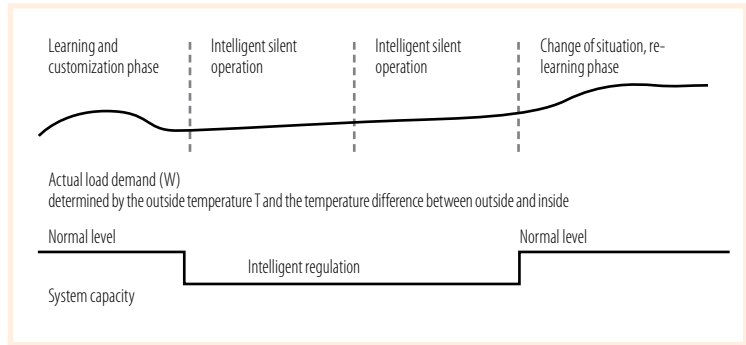 Learning and
customization phase
Intelligent silent
operation
Intelligent silent
operation
Change of situation, re-
learning phase
Actual load demand (W)
determined by the outside temperature T and the temperature difference between outside and inside
Normal level
Normal level
Intelligent regulation
System capacity